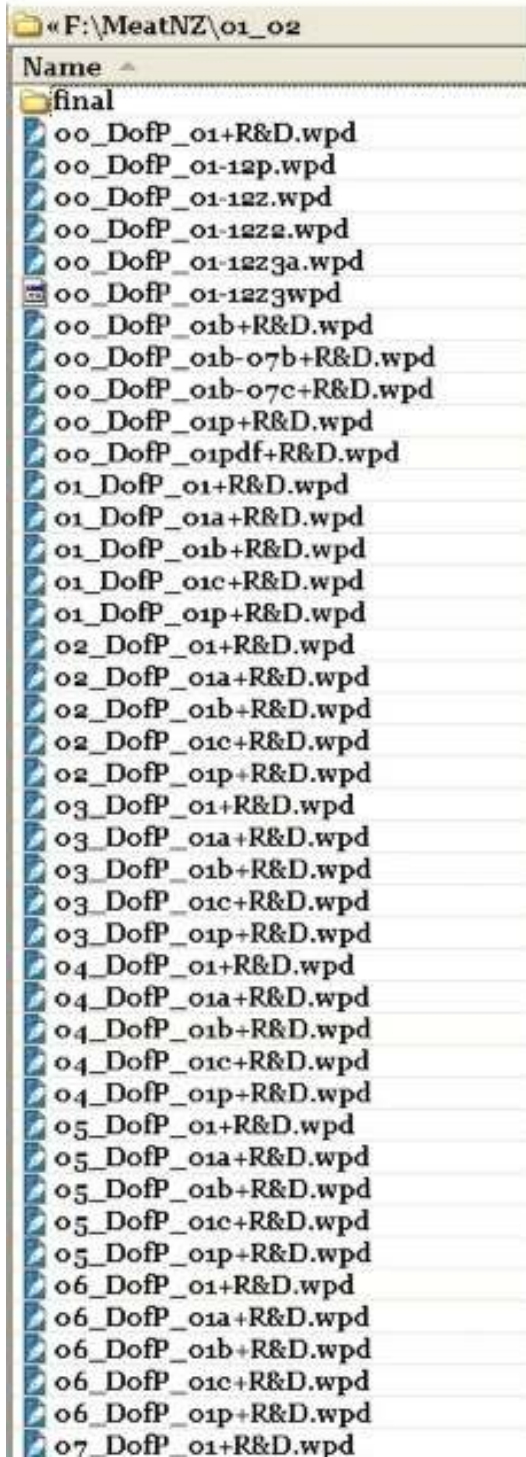 « F:\MeatNZ\01_02
Name
final
00_DofP_01+R&D.wpd
00_DofP_01-12p.wpd
00_DofP_01-12z.wpd
00_DofP_01-12z2.wpd
00_DofP_01-12z3a.wpd
00_DofP_01-12z3wpd
00_DofP_01b+R&D.wpd
00_DofP_01b-07b+R&D.wpd
00_DofP_01b-07c+R&D.wpd
00_DofP_01p+R&D.wpd
00_DofP_01pdf+R&D.wpd
01_DofP_01+R&D.wpd
01_DofP_01a+R&D.wpd
01_DofP_01b+R&D.wpd
01_DofP_01c+R&D.wpd
01_DofP_01p+R&D.wpd
02_DofP_01+R&D.wpd
02_DofP_01a+R&D.wpd
02_DofP_01b+R&D.wpd
02_DofP_01c+R&D.wpd
02_DofP_01p+R&D.wpd
03_DofP_01+R&D.wpd
03_DofP_01a+R&D.wpd
03_DofP_01b+R&D.wpd
03_DofP_01c+R&D.wpd
03_DofP_01p+R&D.wpd
04_DofP_01+R&D.wpd
04_DofP_01a+R&D.wpd
04_DofP_01b+R&D.wpd
04_DofP_01c+R&D.wpd
04_DofP_01p+R&D.wpd
05_DofP_01+R&D.wpd
05_DofP_01a+R&D.wpd
05_DofP_01b+R&D.wpd
05_DofP_01c+R&D.wpd
05_DofP_01p+R&D.wpd
06_DofP_01+R&D.wpd
06_DofP_01a+R&D.wpd
06_DofP_01b+R&D.wpd
06_DofP_01c+R&D.wpd
06_DofP_01p+R&D.wpd
07_DofP_01+R&D.wpd